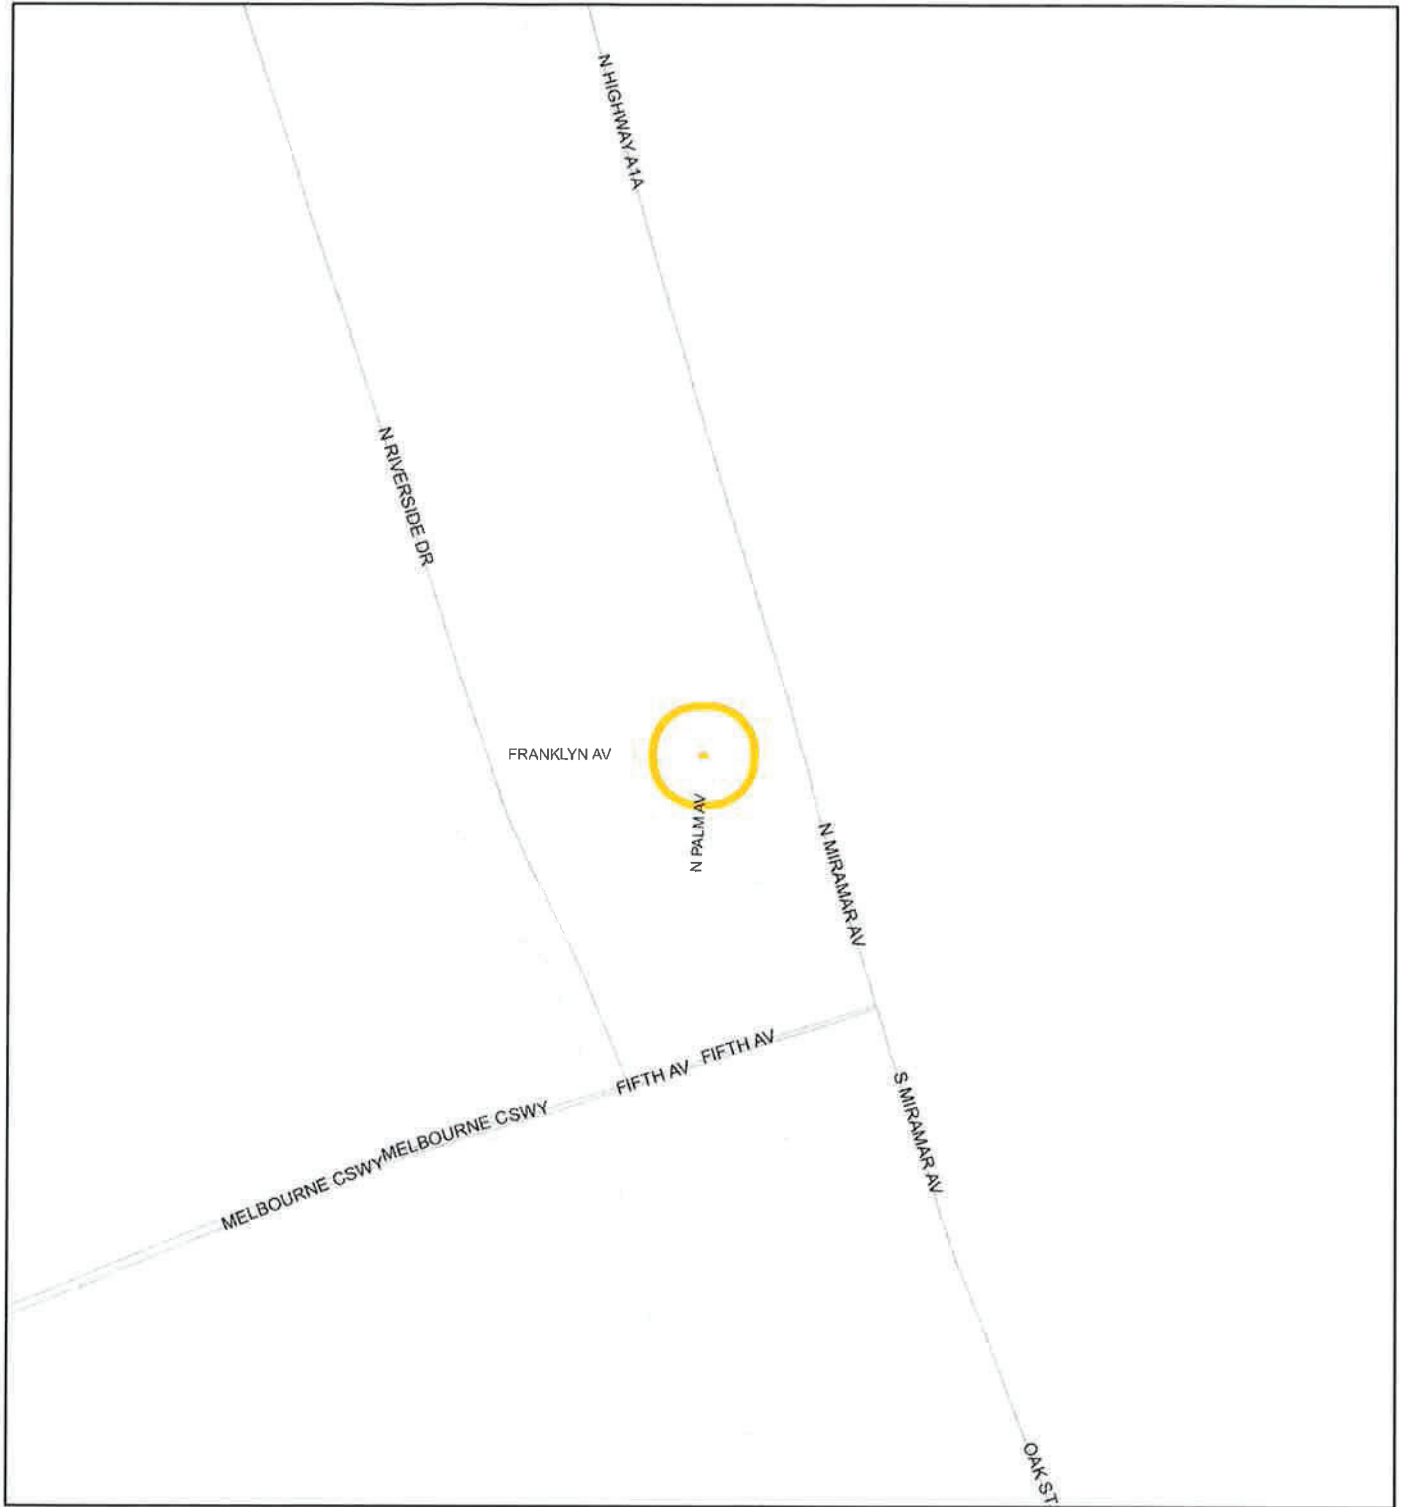 N HIGHWAY A1A
N RIVERSIDE DR
FRANKLYN AV
N PALM AV
N MIRAMAR AV
FIFTH AV
FIFTH AV
MELBOURNE CSWY
MELBOURNE CSWY
S MIRAMAR AV
OAK ST